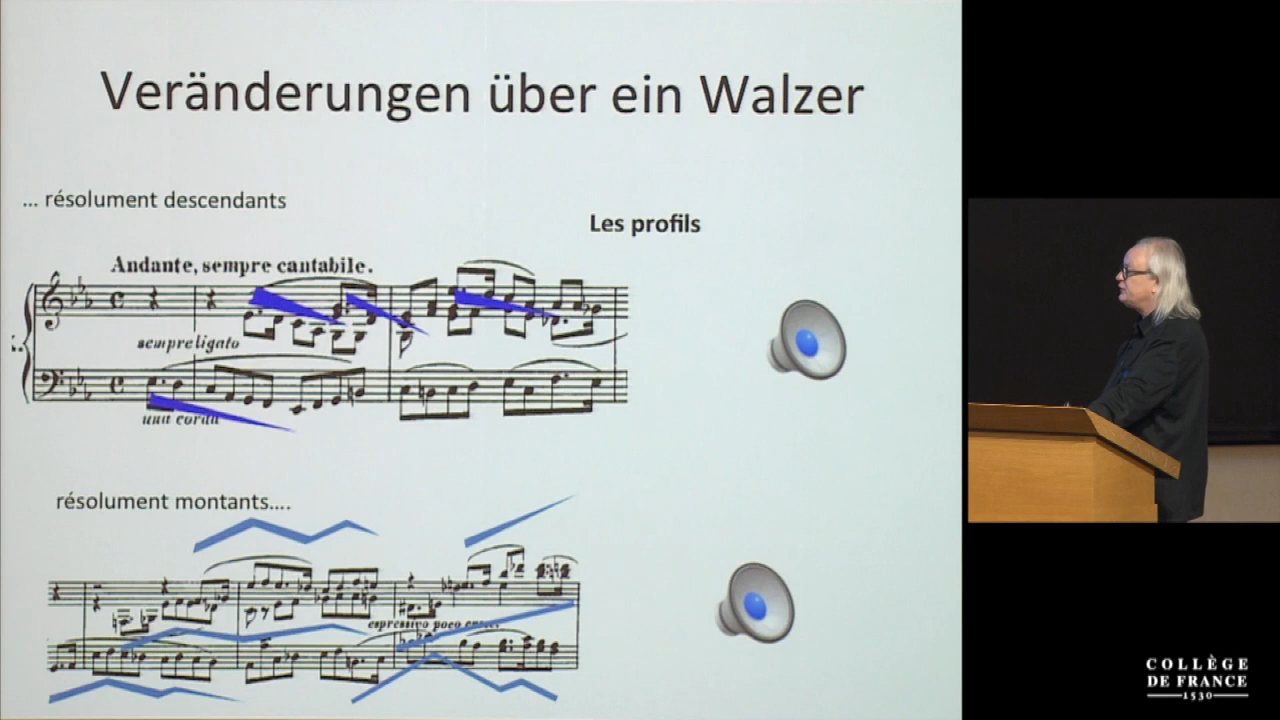 Veränderungen über ein Walzer
... résolument descendants
Les profils
Andante, sempre cantabile.
sempre ligato
una corda
résolument montants....
espressivo poco
COLLÈGE
DE FRANCE
1530